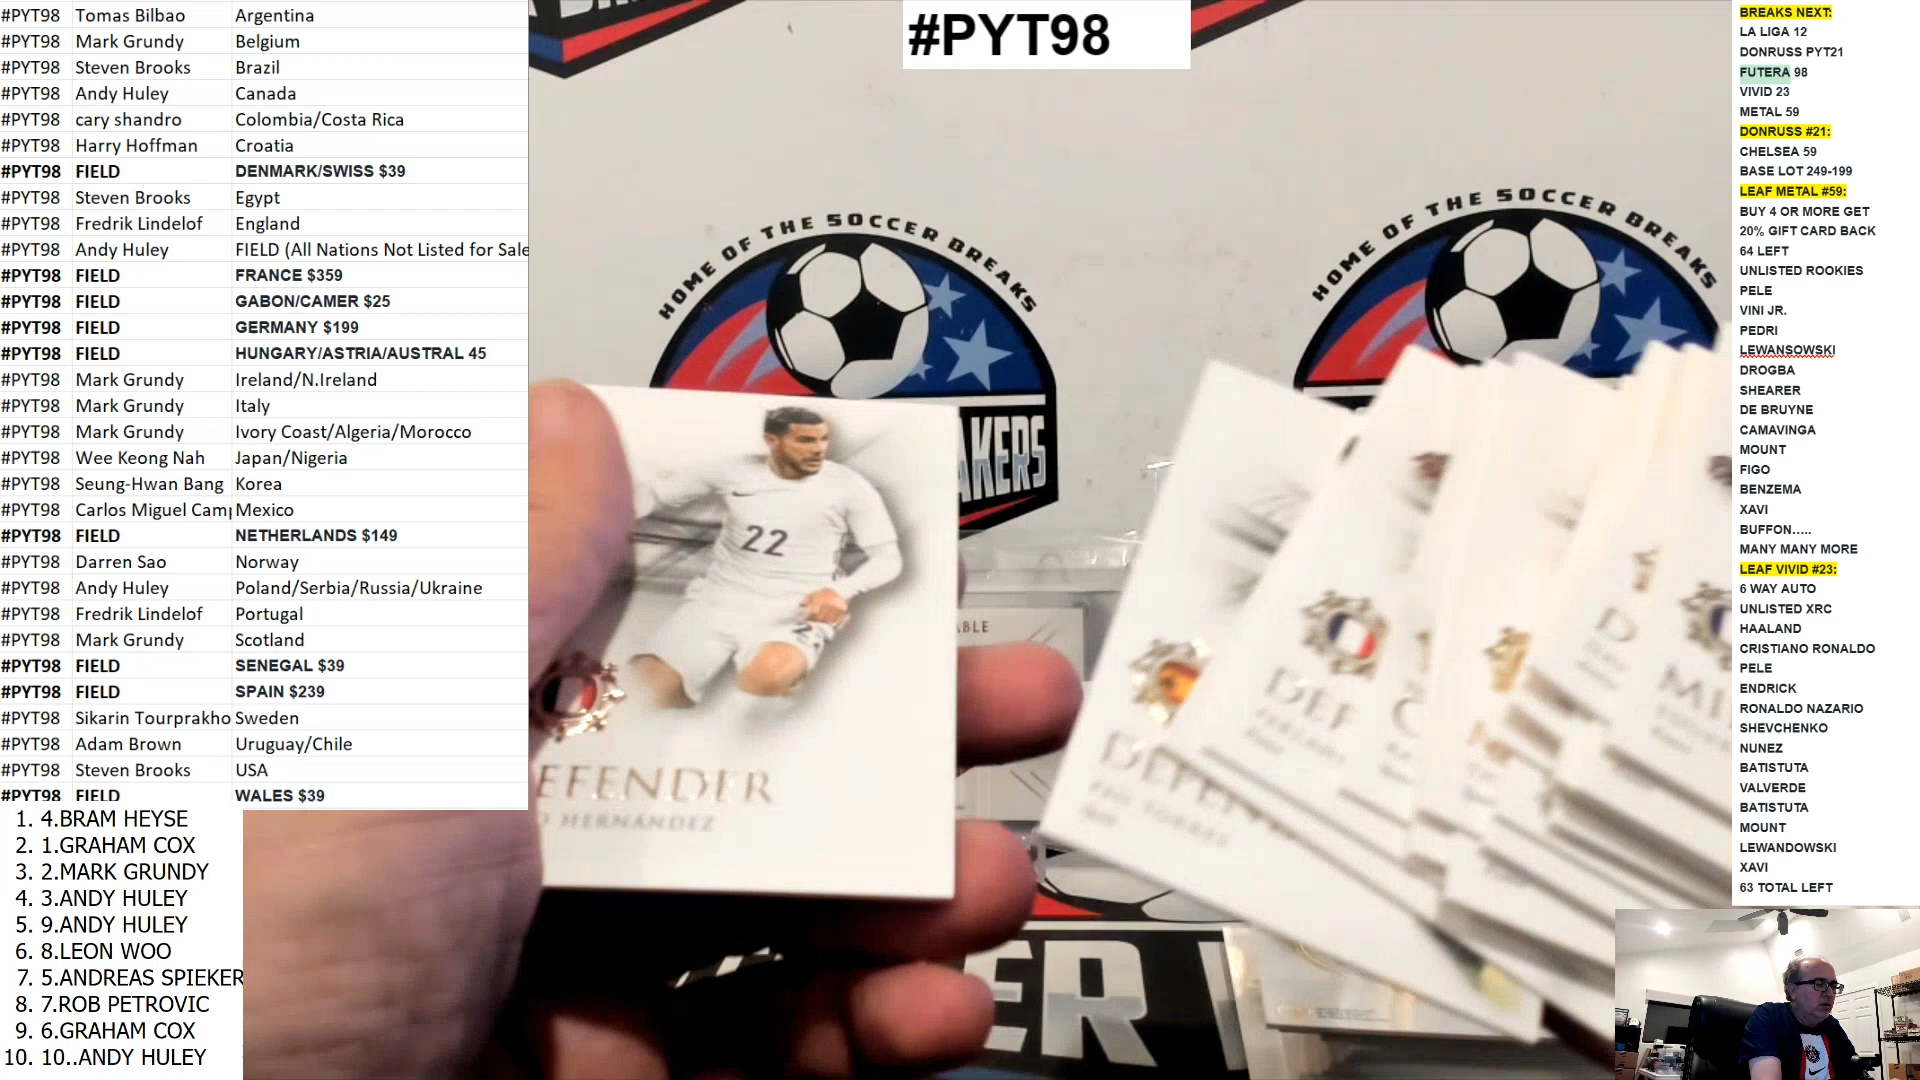 #PYT98 Tomas Bilbao Argentina
#PYT98 Mark Grundy Belgium
#PYT98 Steven Brooks Brazil
#PYT98 Andy Huley Canada
#PYT98 cary shandro Colombia/Costa Rica
#PYT98 Harry Hoffman Croatia
#PYT98 FIELD DENMARK/SWISS $39
#PYT98 Steven Brooks Egypt
#PYT98 Fredrik Lindelof England
#PYT98 Andy Huley FIELD (All Nations Not Listed for Sale
#PYT98 FIELD FRANCE $359
#PYT98 FIELD GABON/CAMER $25
#PYT98 FIELD GERMANY $199
#PYT98 FIELD HUNGARY/ASTRIA/AUSTRAL 45
#PYT98 Mark Grundy Ireland/N.Ireland
#PYT98 Mark Grundy Italy
#PYT98 Mark Grundy Ivory Coast/Algeria/Morocco
#PYT98 Wee Keong Nah Japan/Nigeria
#PYT98 Seung-Hwan Bang Korea
#PYT98 Carlos Miguel Camp Mexico
#PYT98 FIELD NETHERLANDS $149
#PYT98 Darren Sao Norway
#PYT98 Andy Huley Poland/Serbia/Russia/Ukraine
#PYT98 Fredrik Lindelof Portugal
#PYT98 Mark Grundy Scotland
#PYT98 FIELD SENEGAL $39
#PYT98 FIELD SPAIN $239
#PYT98 Sikarin Tourprakho Sweden
#PYT98 Adam Brown Uruguay/Chile
#PYT98 Steven Brooks USA
#PYT98 FIELD WALES $39
1. 4.BRAM HEYSE
2. 1.GRAHAM COX
3. 2.MARK GRUNDY
4. 3.ANDY HULEY
5. 9.ANDY HULEY
6. 8.LEON WOO
7. 5.ANDREAS SPIEKER
8. 7.ROB PETROVIC
9. 6.GRAHAM COX
10. 10..ANDY HULEY
#PYT98
HOME OF THE SOCCER BREAKS
HOME OF THE SOCCER BREAKS
AKERS
22
EFENDER
HERNÁNDEZ
ER
BREAKS NEXT:
LA LIGA 12
DONRUSS PYT21
FUTERA 98
VIVID 23
METAL 59
DONRUSS #21:
CHELSEA 59
BASE LOT 249-199
LEAF METAL #59:
BUY 4 OR MORE GET
20% GIFT CARD BACK
64 LEFT
UNLISTED ROOKIES
PELE
VINI JR.
PEDRI
LEWANSOWSKI
DROGBA
SHEARER
DE BRUYNE
CAMAVINGA
MOUNT
FIGO
BENZEMA
XAVI
BUFFON.....
MANY MANY MORE
LEAF VIVID #23:
6 WAY AUTO
UNLISTED XRC
HAALAND
CRISTIANO RONALDO
PELE
ENDRICK
RONALDO NAZARIO
SHEVCHENKO
NUNEZ
BATISTUTA
VALVERDE
BATISTUTA
MOUNT
LEWANDOWSKI
XAVI
63 TOTAL LEFT